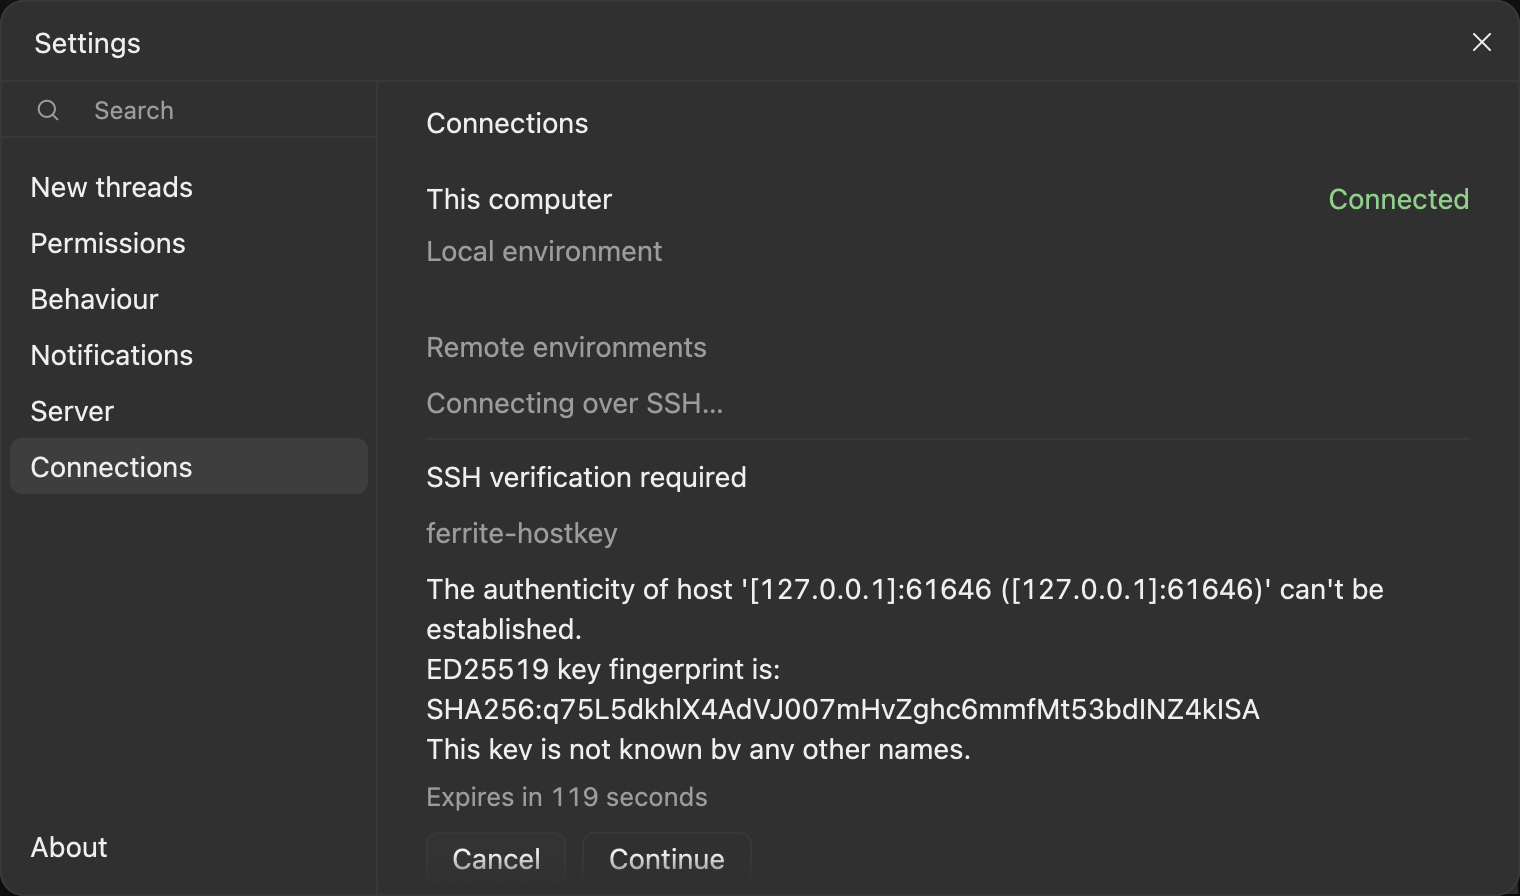 Settings
Search
New threads
Permissions
Behaviour
Notifications
Server
Connections
About
Connections
This computer
Connected
Local environment
Remote environments
Connecting over SSH...
SSH verification required
ferrite-hostkey
The authenticity of host '[127.0.0.1]:61646 ([127.0.0.1]:61646)' can't be
established.
ED25519 key fingerprint is:
SHA256:q75L5dkhlX4AdVJ007mHvZghc6mmfMt53bdINZ4kISA
This key is not known by any other names.
Expires in 119 seconds
Cancel
Continue